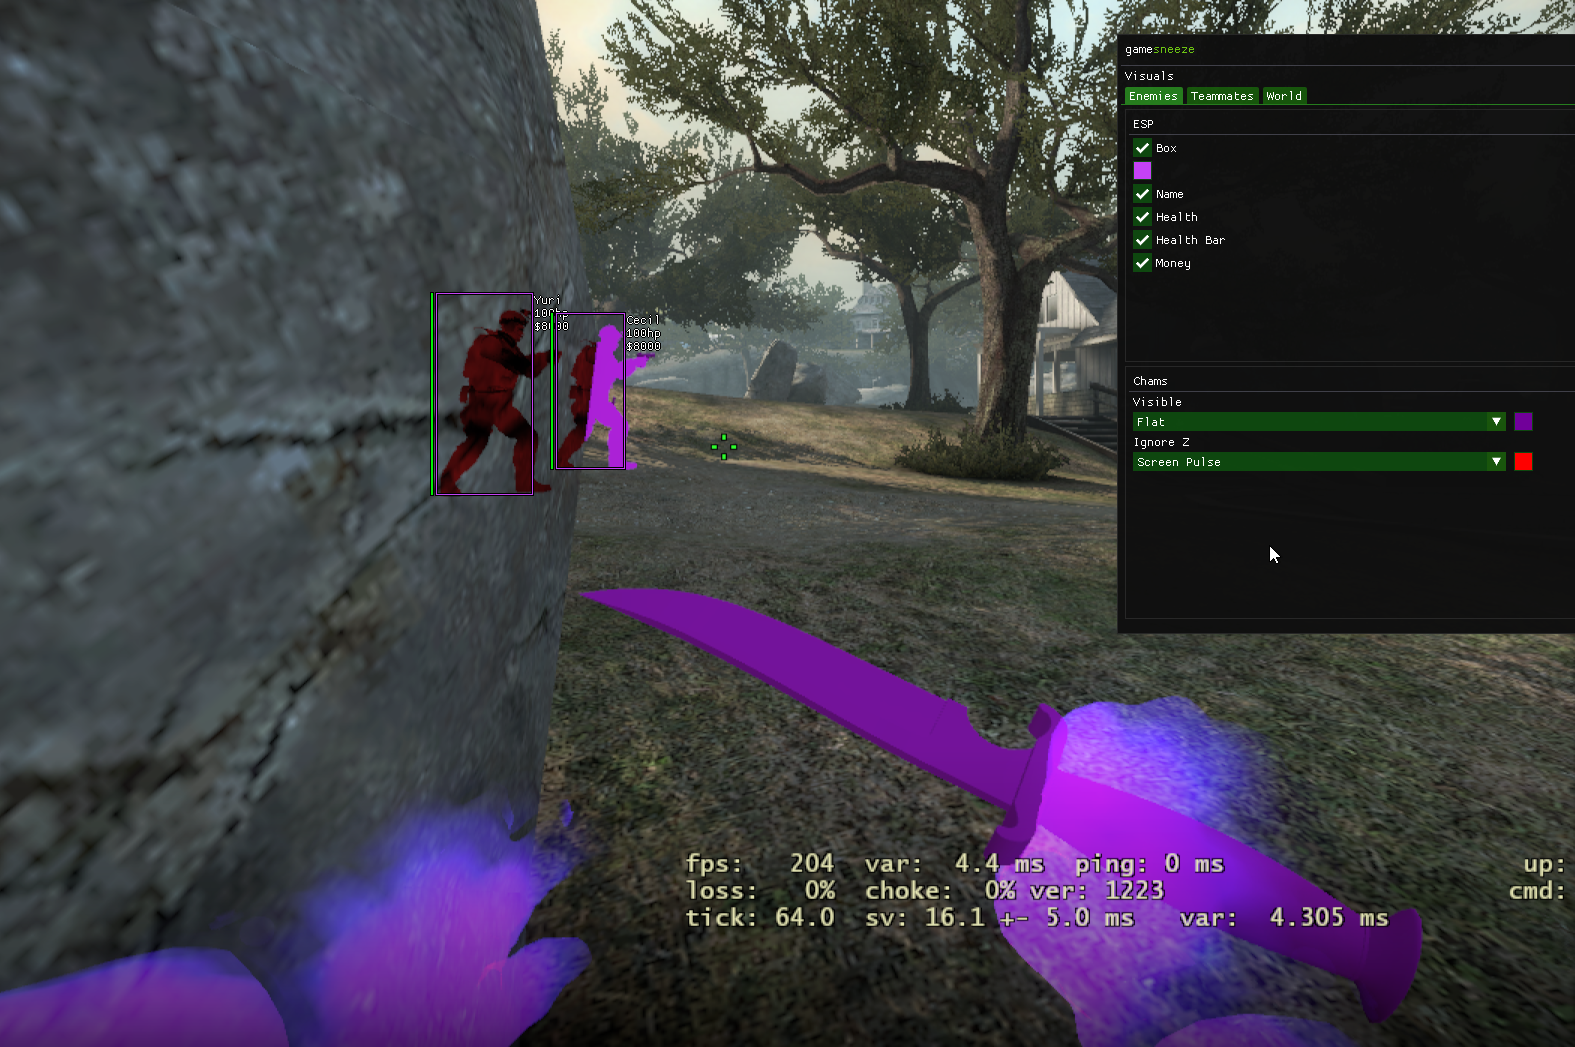 gamesneeze
Visuals
Enemies Teammates World
ESP
Box
Name
Health
Health Bar
Money
Yuri
100hp
$8000
Cecil
100hp
$8000
Chams
Visible
Flat
Ignore Z
Screen Pulse
fps: 204 var: 4.4 ms ping: 0 ms up:
loss: 0% choke: 0% ver: 1223 cmd:
tick: 64.0 sv: 16.1 +- 5.0 ms var: 4.305 ms